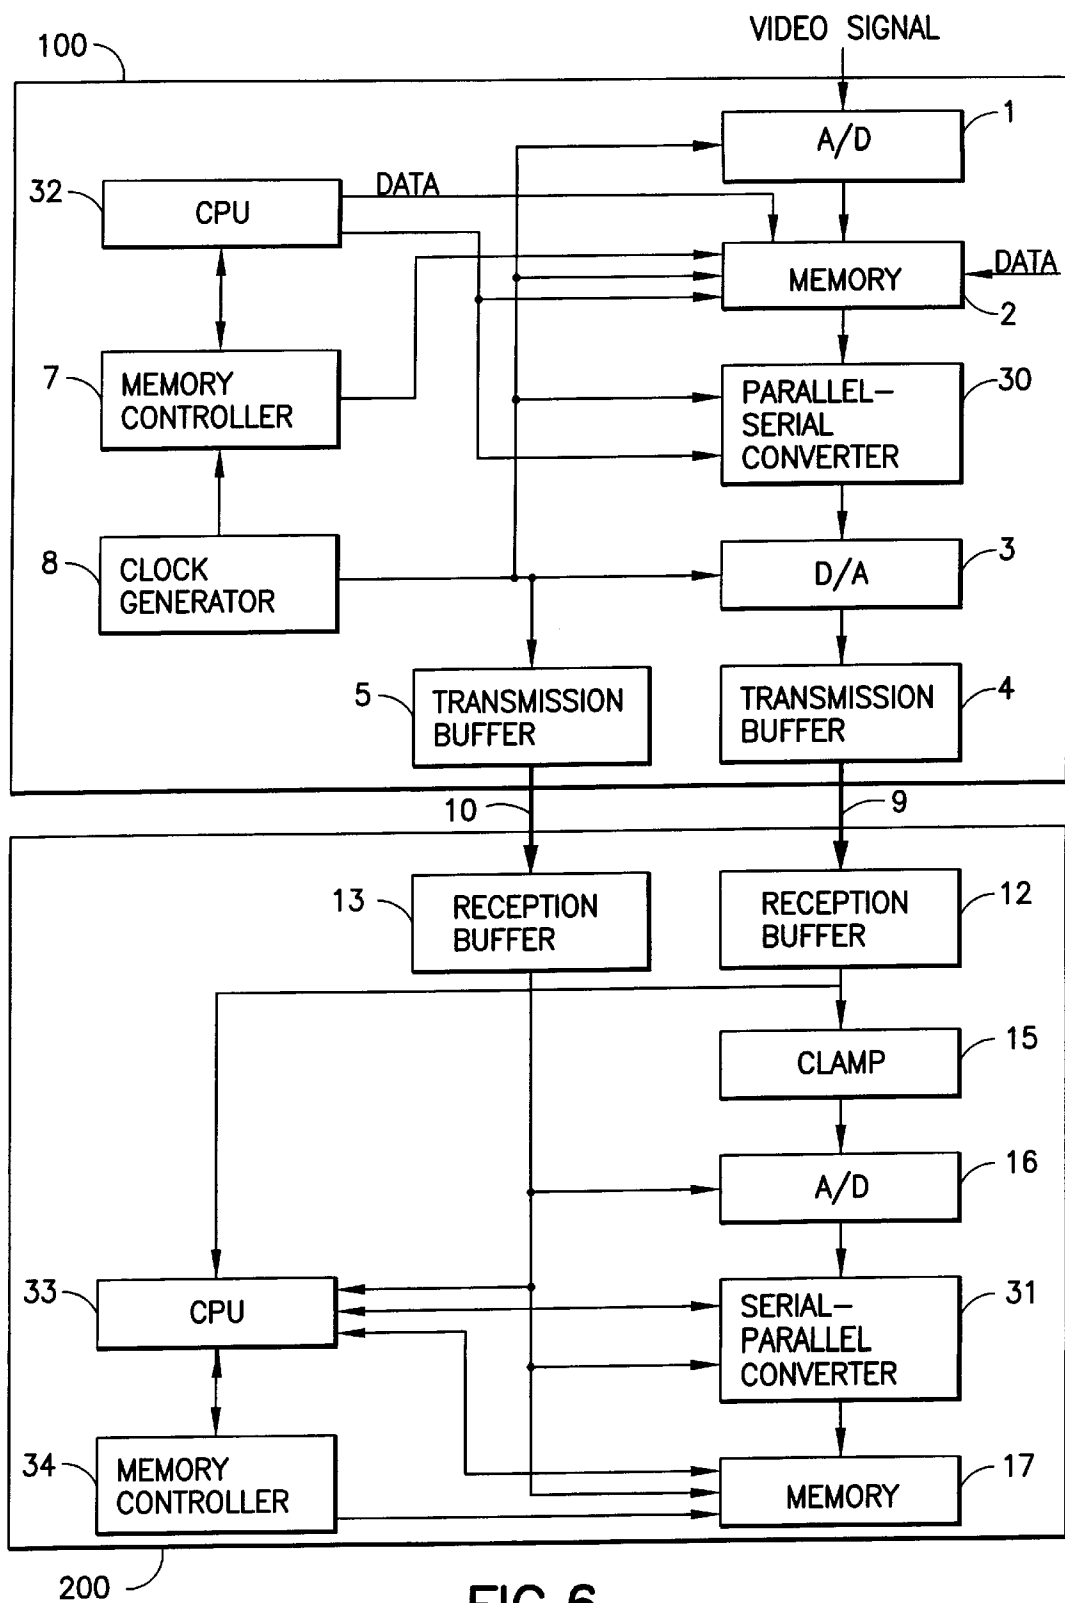 VIDEO SIGNAL
100
1
A/D
32
CPU
DATA
MEMORY
DATA
2
7
MEMORY
CONTROLLER
30
PARALLEL-
SERIAL
CONVERTER
8
CLOCK
GENERATOR
3
D/A
5
TRANSMISSION
BUFFER
4
TRANSMISSION
BUFFER
10
9
13
RECEPTION
BUFFER
12
RECEPTION
BUFFER
15
CLAMP
16
A/D
33
CPU
31
SERIAL-
PARALLEL
CONVERTER
34
MEMORY
CONTROLLER
17
MEMORY
200
FIG. 6